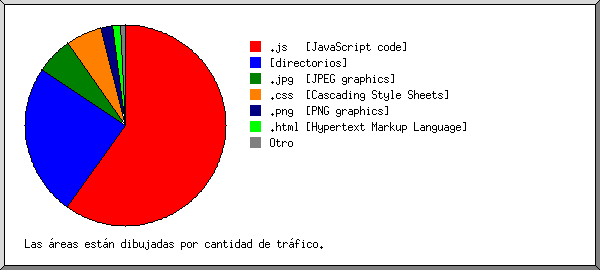 .js [JavaScript code]
[directorios]
.jpg [JPEG graphics]
.css [Cascading Style Sheets]
.png [PNG graphics]
.html [Hypertext Markup Language]
Otro
Las áreas están dibujadas por cantidad de tráfico.